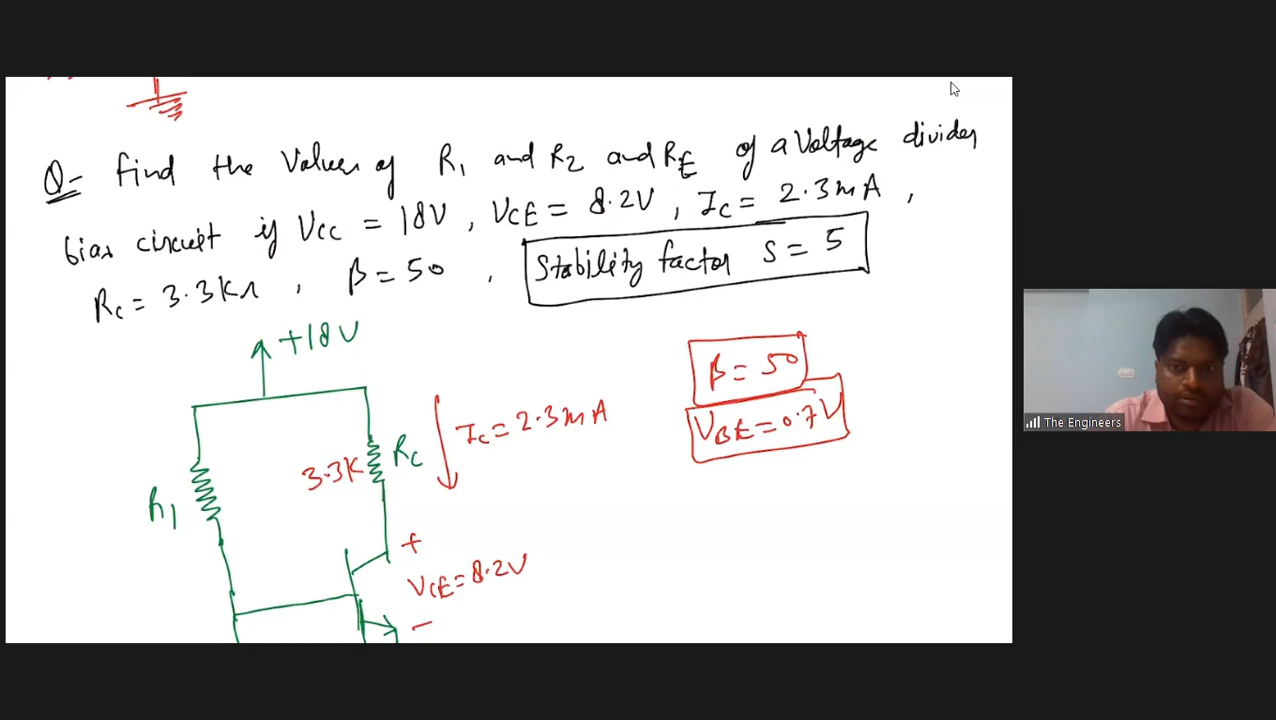 Q- find the values of R1 and R2 and RE of a Voltage divider
bias circuit if VCC = 18V, VCE = 8.2V, IC = 2.3mA,
RC = 3.3KΩ, β = 50, Stability factor S = 5
+18V
β = 50
VBE = 0.7V
IC = 2.3mA
3.3K RC
R1
+
VCE = 8.2V
-
The Engineers